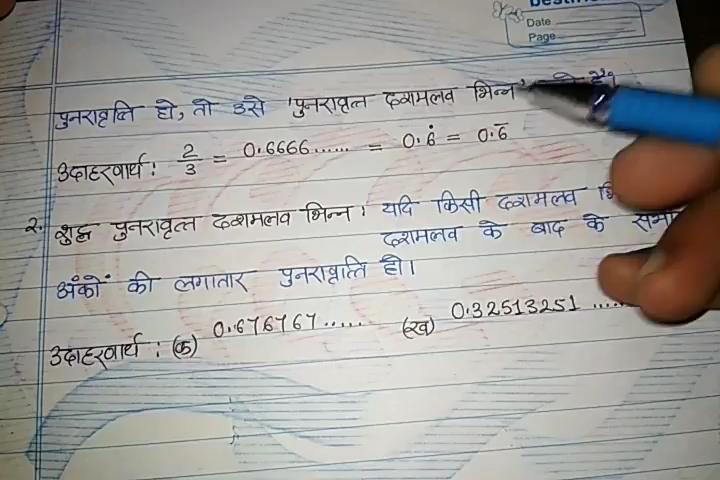 Date
Page
पुनरावृत्ति हो, तो उसे 'पुनरावृत्त दशमलव भिन्न'
उदाहरणार्थ : 2/3 = 0.6666...... = 0.6̇ = 0.6̅
2. शुद्ध पुनरावृत्त दशमलव भिन्न : यदि किसी दशमलव
दशमलव के बाद के
अंकों की लगातार पुनरावृत्ति हो।
उदाहरणार्थ : (क) 0.676767..... (ख) 0.32513251.....